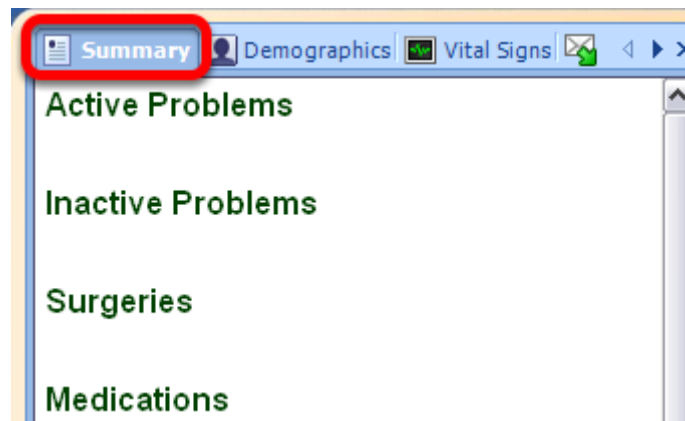 Summary Demographics Vital Signs
Active Problems
Inactive Problems
Surgeries
Medications